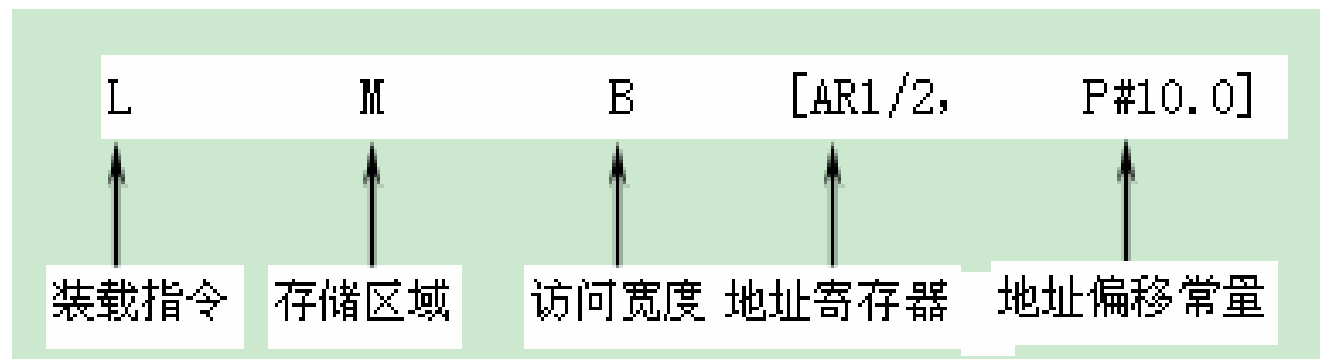 L M B [AR1/2, P#10.0]
装载指令 存储区域 访问宽度 地址寄存器 地址偏移常量